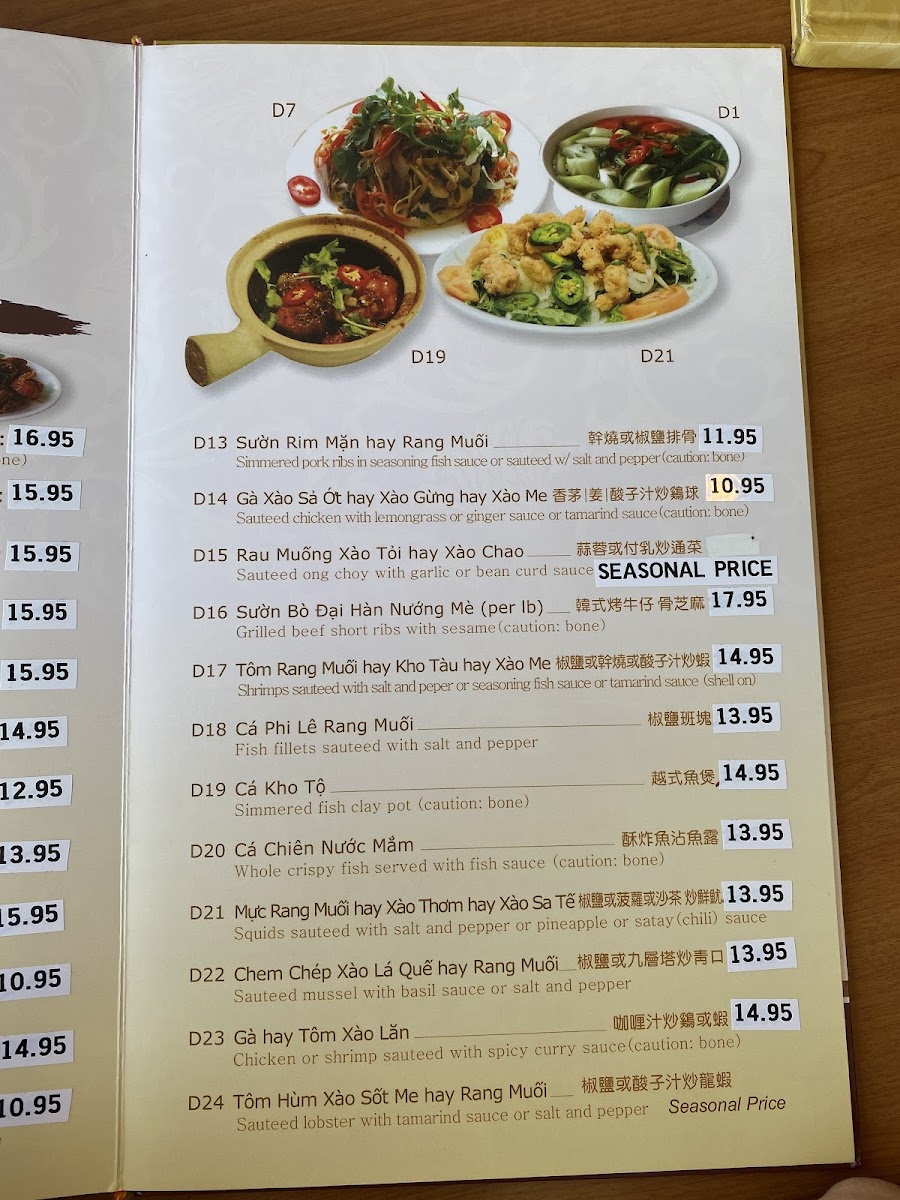 D7
D1
D19
D21
: 16.95
one)
: 15.95
15.95
15.95
15.95
14.95
12.95
13.95
15.95
10.95
14.95
10.95
D13 Sườn Rim Mặn hay Rang Muối 幹燒或椒鹽排骨 11.95
Simmered pork ribs in seasoning fish sauce or sauteed w/ salt and pepper(caution: bone)
D14 Gà Xào Sả Ớt hay Xào Gừng hay Xào Me 香茅|姜|酸子汁炒鷄球 10.95
Sauteed chicken with lemongrass or ginger sauce or tamarind sauce(caution: bone)
D15 Rau Muống Xào Tỏi hay Xào Chao 蒜蓉或付乳炒通菜
Sauteed ong choy with garlic or bean curd sauce SEASONAL PRICE
D16 Sườn Bò Đại Hàn Nướng Mè (per lb) 韓式烤牛仔骨芝麻 17.95
Grilled beef short ribs with sesame(caution: bone)
D17 Tôm Rang Muối hay Kho Tàu hay Xào Me 椒鹽或幹燒或酸子汁炒蝦 14.95
Shrimps sauteed with salt and peper or seasoning fish sauce or tamarind sauce (shell on)
D18 Cá Phi Lê Rang Muối 椒鹽班塊 13.95
Fish fillets sauteed with salt and pepper
D19 Cá Kho Tộ 越式魚煲 14.95
Simmered fish clay pot (caution: bone)
D20 Cá Chiên Nước Mắm 酥炸魚沾魚露 13.95
Whole crispy fish served with fish sauce (caution: bone)
D21 Mực Rang Muối hay Xào Thơm hay Xào Sa Tế 椒鹽或菠蘿或沙茶 炒鮮魷 13.95
Squids sauteed with salt and pepper or pineapple or satay(chili) sauce
D22 Chem Chép Xào Lá Quế hay Rang Muối 椒鹽或九層塔炒青口 13.95
Sauteed mussel with basil sauce or salt and pepper
D23 Gà hay Tôm Xào Lăn 咖喱汁炒鷄或蝦 14.95
Chicken or shrimp sauteed with spicy curry sauce(caution: bone)
D24 Tôm Hùm Xào Sốt Me hay Rang Muối 椒鹽或酸子汁炒龍蝦
Sauteed lobster with tamarind sauce or salt and pepper Seasonal Price